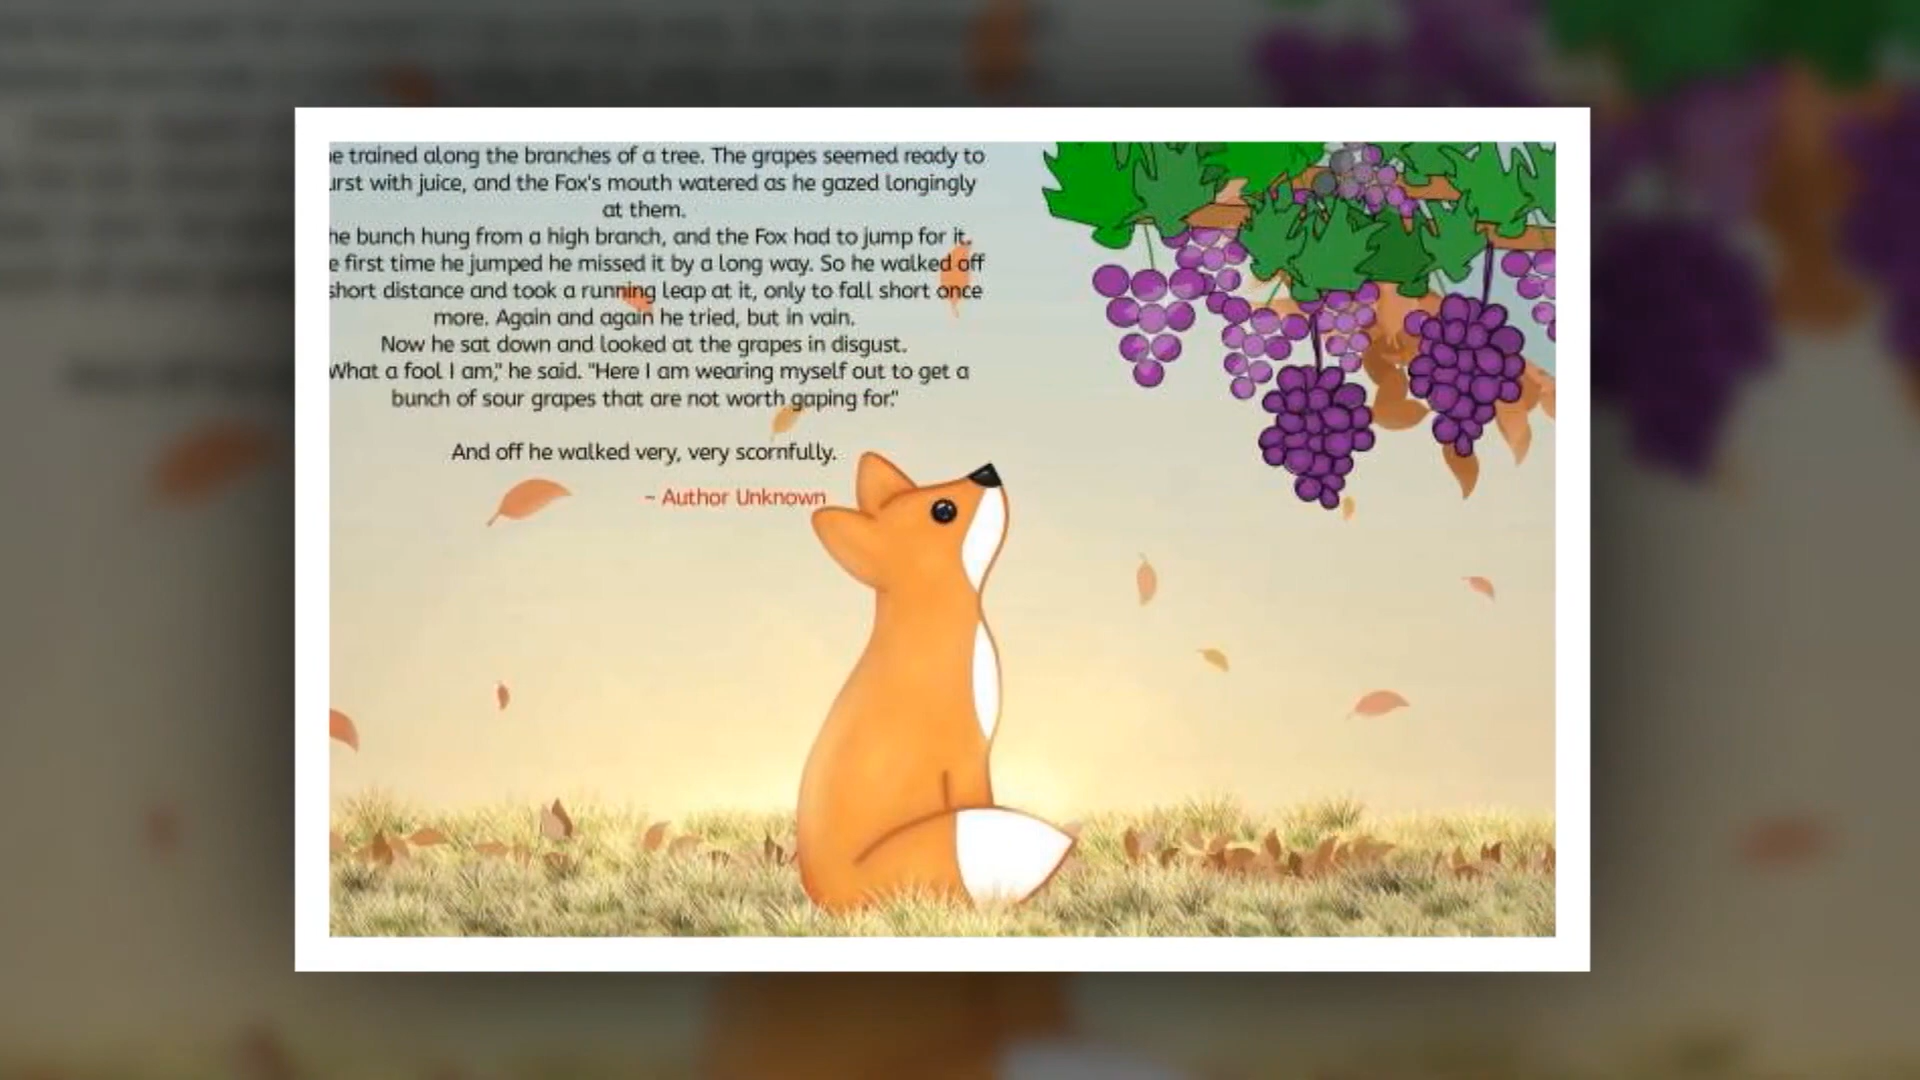 trained along the branches of a tree. The grapes seemed ready to
with juice, and the Fox's mouth watered as he gazed longingly
at them.
bunch hung from a high branch, and the Fox had to jump for it.
first time he jumped he missed it by a long way. So he walked off
short distance and took a running leap at it, only to fall short once
more. Again and again he tried, but in vain.
Now he sat down and looked at the grapes in disgust.
What a fool I am," he said. "Here I am wearing myself out to get a
bunch of sour grapes that are not worth gaping for."
And off he walked very, very scornfully.
~ Author Unknown